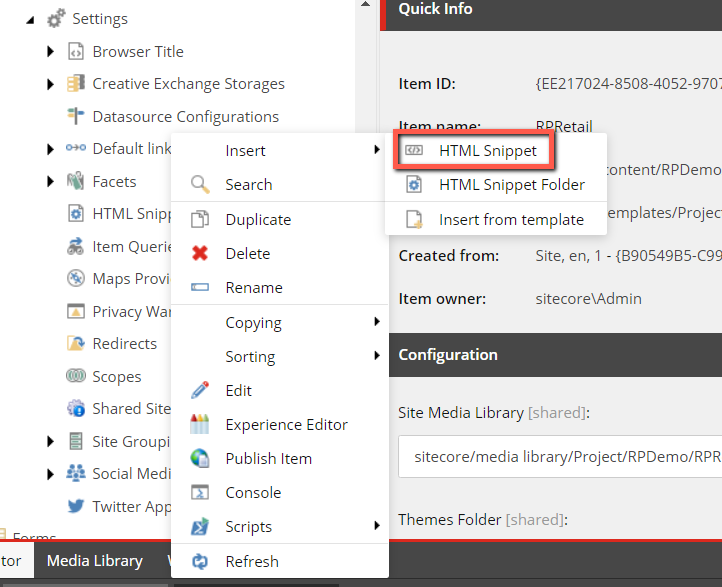 Settings
Browser Title
Creative Exchange Storages
Datasource Configurations
Default link
Facets
HTML Snipp
Item Querie
Maps Provi
Privacy War
Redirects
Scopes
Shared Site
Site Groupi
Social Medi
Twitter App
Forms
Insert
Search
Duplicate
Delete
Rename
Copying
Sorting
Edit
Experience Editor
Publish Item
Console
Scripts
Refresh
HTML Snippet
HTML Snippet Folder
Insert from template
Quick Info
Item ID: {EE217024-8508-4052-9707
Item name: RPRetail
content/RPDemo
emplates/Project
Created from: Site, en, 1 - {B90549B5-C99
Item owner: sitecore\Admin
Configuration
Site Media Library [shared]:
sitecore/media library/Project/RPDemo/RPR
Themes Folder [shared]:
tor Media Library